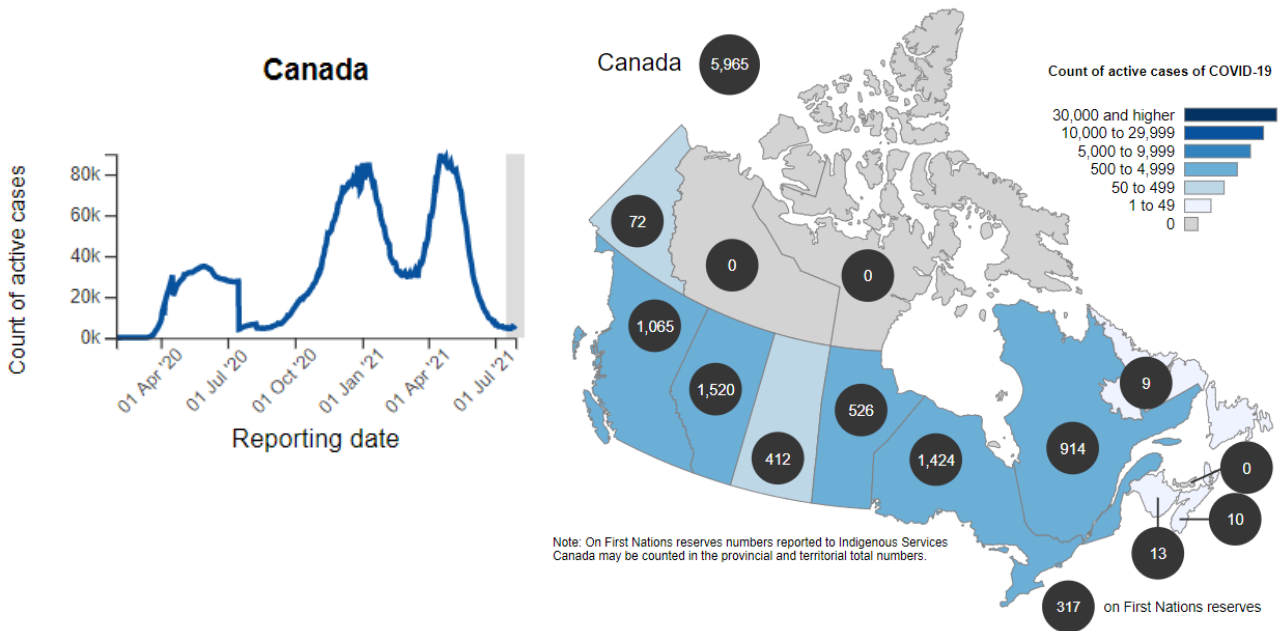 Canada
Count of active cases
80k
60k
40k
20k
0k
01 Apr '20
01 Jul '20
01 Oct '20
01 Jan '21
01 Apr '21
01 Jul '21
Reporting date
Canada 5,965
Count of active cases of COVID-19
30,000 and higher
10,000 to 29,999
5,000 to 9,999
500 to 4,999
50 to 499
1 to 49
0
72
0
0
1,065
1,520
412
526
1,424
914
9
0
10
13
Note: On First Nations reserves numbers reported to Indigenous Services
Canada may be counted in the provincial and territorial total numbers.
317 on First Nations reserves